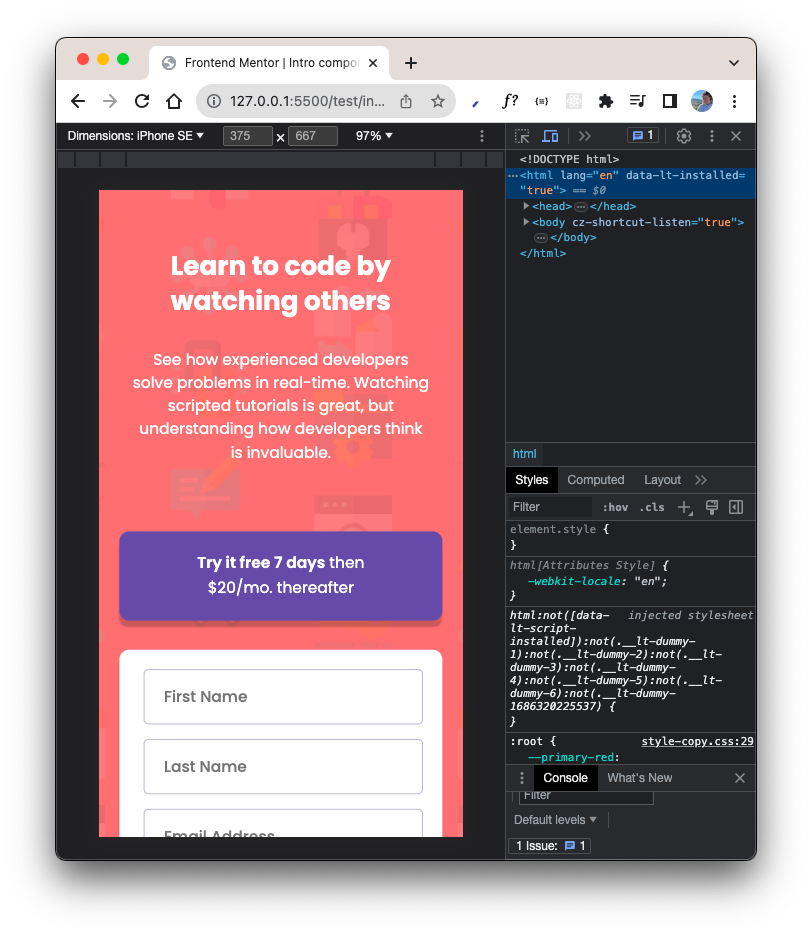 Frontend Mentor | Intro compo
127.0.0.1:5500/test/in...
f?
Dimensions: iPhone SE
375 x 667
97%
Learn to code by
watching others
See how experienced developers
solve problems in real-time. Watching
scripted tutorials is great, but
understanding how developers think
is invaluable.
Try it free 7 days then
$20/mo. thereafter
First Name
Last Name
Email Address
1
<!DOCTYPE html>
<html lang="en" data-lt-installed=
"true"> == $0
<head> </head>
<body cz-shortcut-listen="true">
</body>
</html>
html
Styles Computed Layout
Filter :hov .cls
element.style {
}
html[Attributes Style] {
-webkit-locale: "en";
}
html:not([data- injected stylesheet
lt-script-
installed]):not(.__lt-dummy-
1):not(.__lt-dummy-2):not(.__lt-
dummy-3):not(.__lt-dummy-
4):not(.__lt-dummy-5):not(.__lt-
dummy-6):not(.__lt-dummy-
1686320225537) {
}
:root { style-copy.css:29
--primary-red:
Console What's New
Filter
Default levels
1 Issue: 1